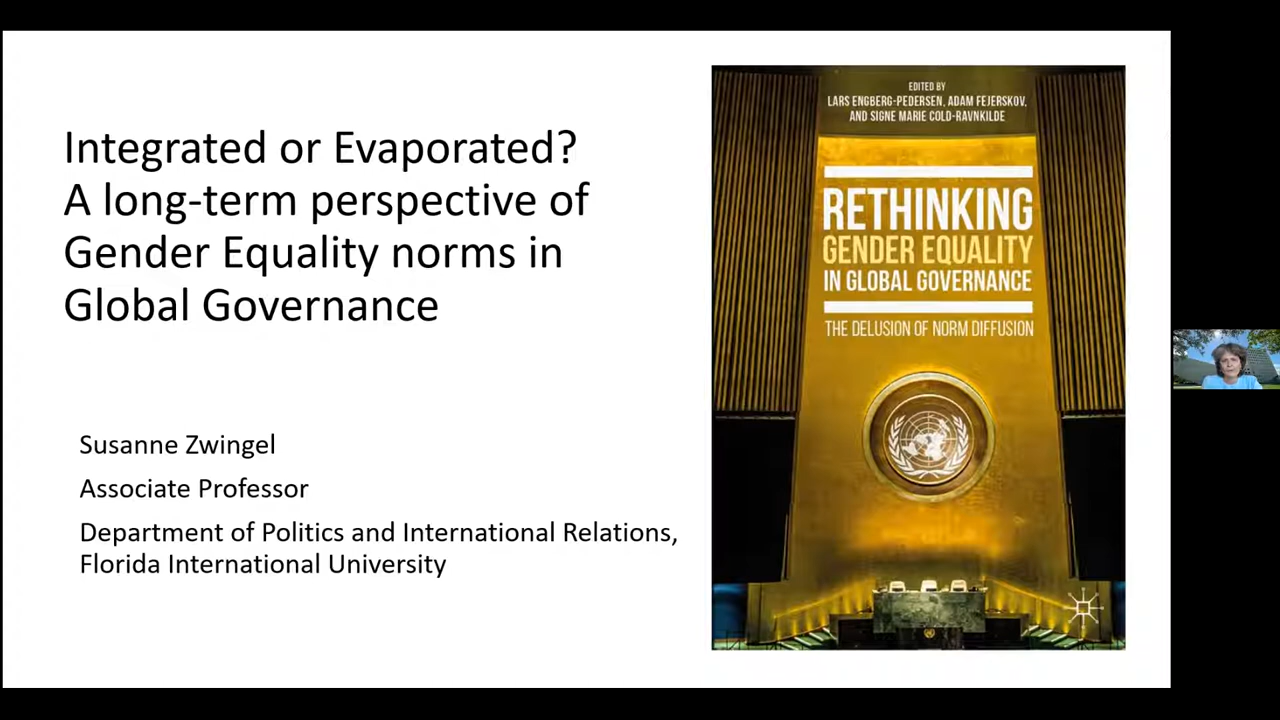 Integrated or Evaporated?
A long-term perspective of
Gender Equality norms in
Global Governance
Susanne Zwingel
Associate Professor
Department of Politics and International Relations,
Florida International University
EDITED BY
LARS ENGBERG-PEDERSEN, ADAM FEJERSKOV,
AND SIGNE MARIE COLD-RAVNKILDE
RETHINKING
GENDER EQUALITY
IN GLOBAL GOVERNANCE
THE DELUSION OF NORM DIFFUSION